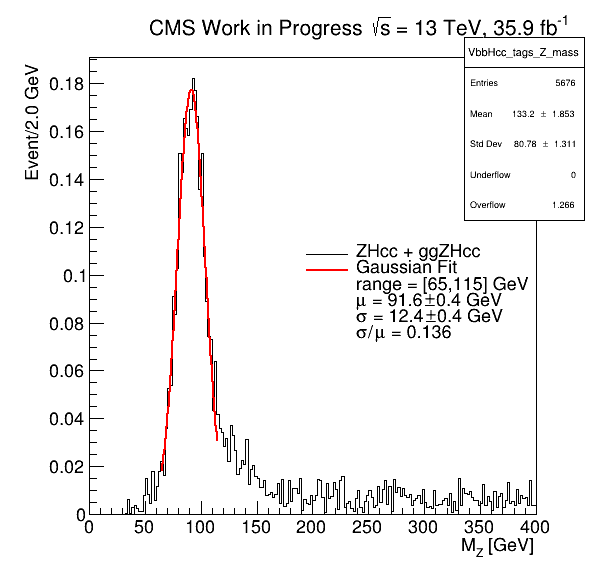 CMS Work in Progress √s = 13 TeV, 35.9 fb⁻¹
VbbHcc_tags_Z_mass
Entries 5676
Mean 133.2 ± 1.853
Std Dev 80.78 ± 1.311
Underflow 0
Overflow 1.266
Event/2.0 GeV
0.18
0.16
0.14
0.12
0.1
0.08
0.06
0.04
0.02
0
ZHcc + ggZHcc
Gaussian Fit
range = [65,115] GeV
μ = 91.6±0.4 GeV
σ = 12.4±0.4 GeV
σ/μ = 0.136
0 50 100 150 200 250 300 350 400
M_Z [GeV]